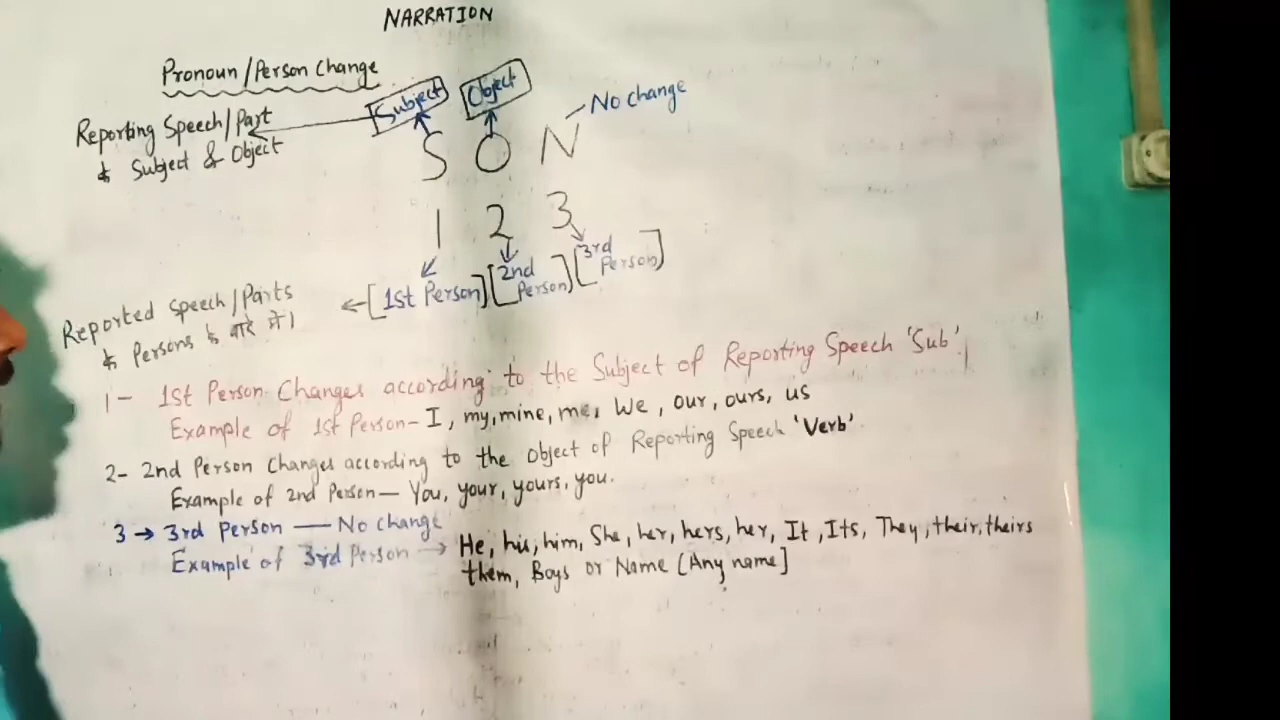 NARRATION
Pronoun/Person Change
Subject Object
No change
Reporting Speech/Part
के Subject & Object
S O N
1 2 3
[1st Person] [2nd Person] [3rd Person]
Reported Speech/Parts
के Persons के बारे में।
1- 1st Person Changes according to the Subject of Reporting Speech 'Sub'.
Example of 1st Person- I, my, mine, me, We, our, ours, us
2- 2nd Person Changes according to the Object of Reporting Speech 'Verb'.
Example of 2nd Person— You, your, yours, you.
3 → 3rd Person — No change
Example of 3rd Person → He, his, him, She, her, hers, her, It, Its, They, their, theirs
them, Boys or Name [Any name]